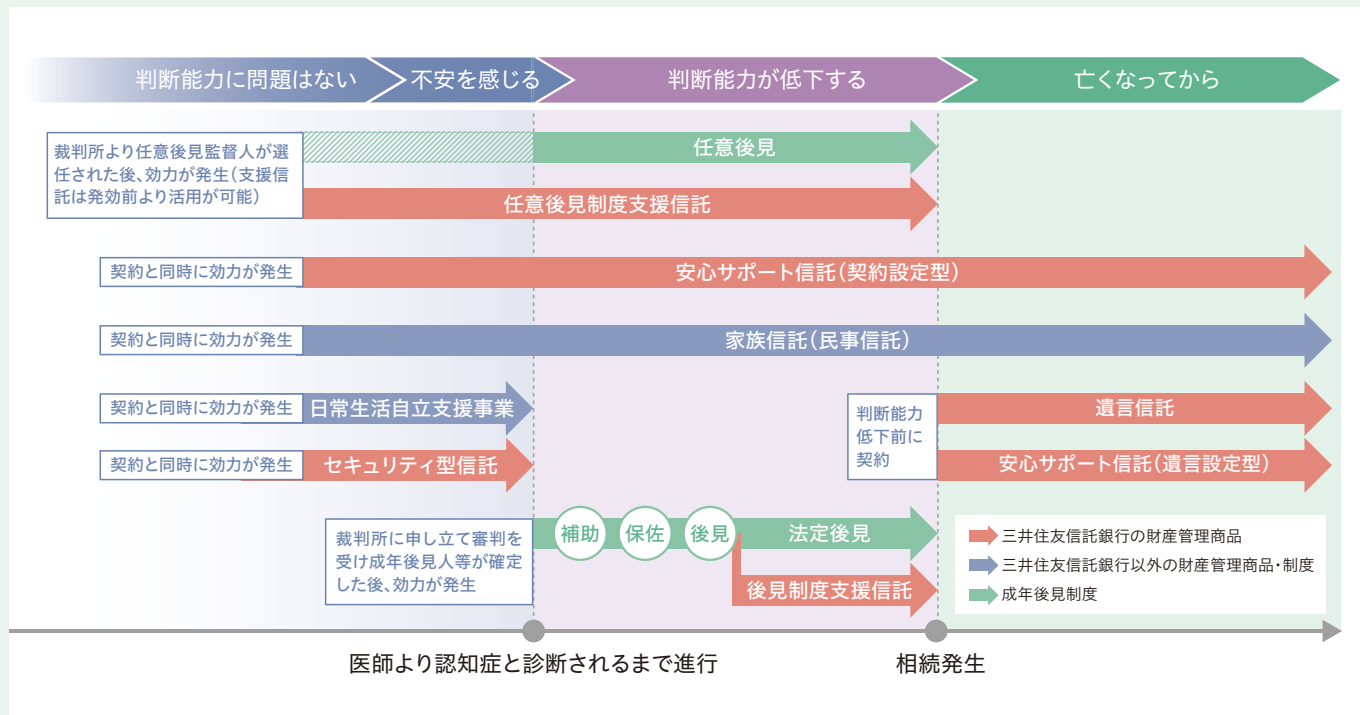 判断能力に問題はない
不安を感じる
判断能力が低下する
亡くなってから
裁判所より任意後見監督人が選
任された後、効力が発生(支援信
託は発効前より活用が可能)
任意後見
任意後見制度支援信託
契約と同時に効力が発生
安心サポート信託(契約設定型)
契約と同時に効力が発生
家族信託(民事信託)
契約と同時に効力が発生
日常生活自立支援事業
判断能力
低下前に
契約
遺言信託
契約と同時に効力が発生
セキュリティ型信託
安心サポート信託(遺言設定型)
裁判所に申し立て審判を
受け成年後見人等が確定
した後、効力が発生
補助
保佐
後見
法定後見
後見制度支援信託
三井住友信託銀行の財産管理商品
三井住友信託銀行以外の財産管理商品・制度
成年後見制度
医師より認知症と診断されるまで進行
相続発生